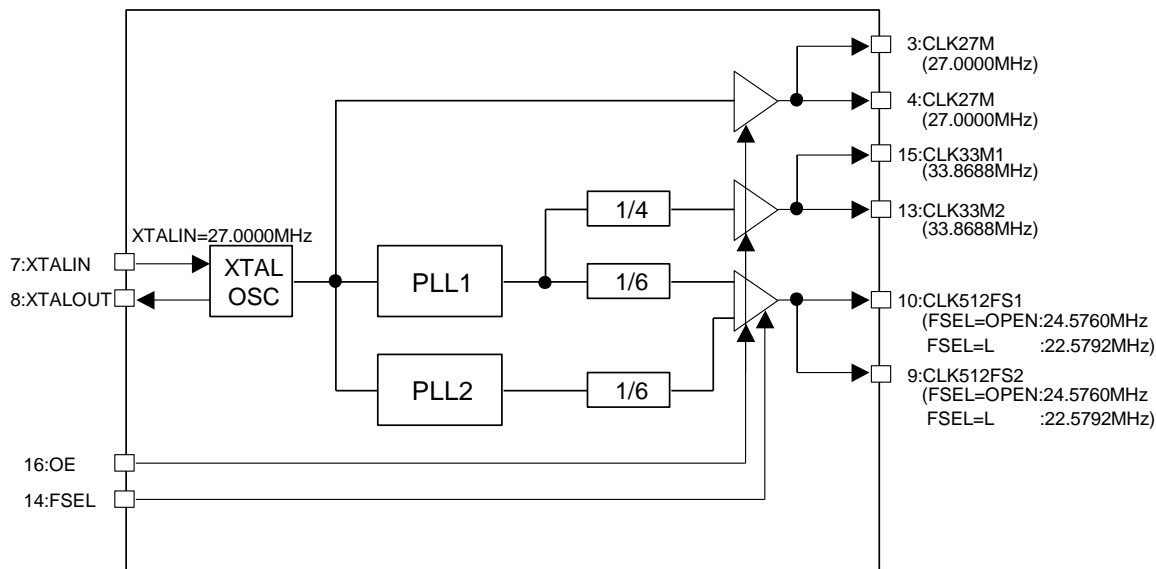 3:CLK27M
(27.0000MHz)
4:CLK27M
(27.0000MHz)
15:CLK33M1
(33.8688MHz)
1/4
13:CLK33M2
(33.8688MHz)
XTALIN=27.0000MHz
7:XTALIN
8:XTALOUT
XTAL
OSC
PLL1
1/6
10:CLK512FS1
(FSEL=OPEN:24.5760MHz
FSEL=L :22.5792MHz)
PLL2
1/6
9:CLK512FS2
(FSEL=OPEN:24.5760MHz
FSEL=L :22.5792MHz)
16:OE
14:FSEL